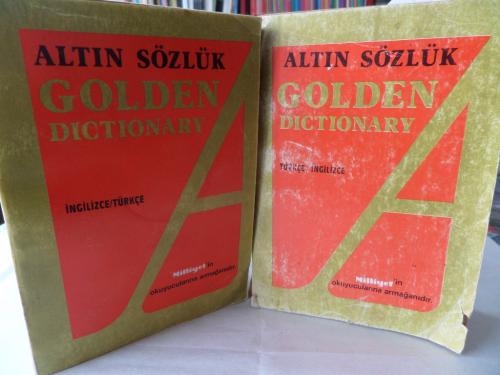 ALTIN SÖZLÜK
GOLDEN
DICTIONARY
İNGİLİZCE/TÜRKÇE
Milliyet'in
okuyucularına armağanıdır.
ALTIN SÖZLÜK
GOLDEN
DICTIONARY
TÜRKÇE İNGİLİZCE
Milliyet'in
okuyucularına armağanıdır.